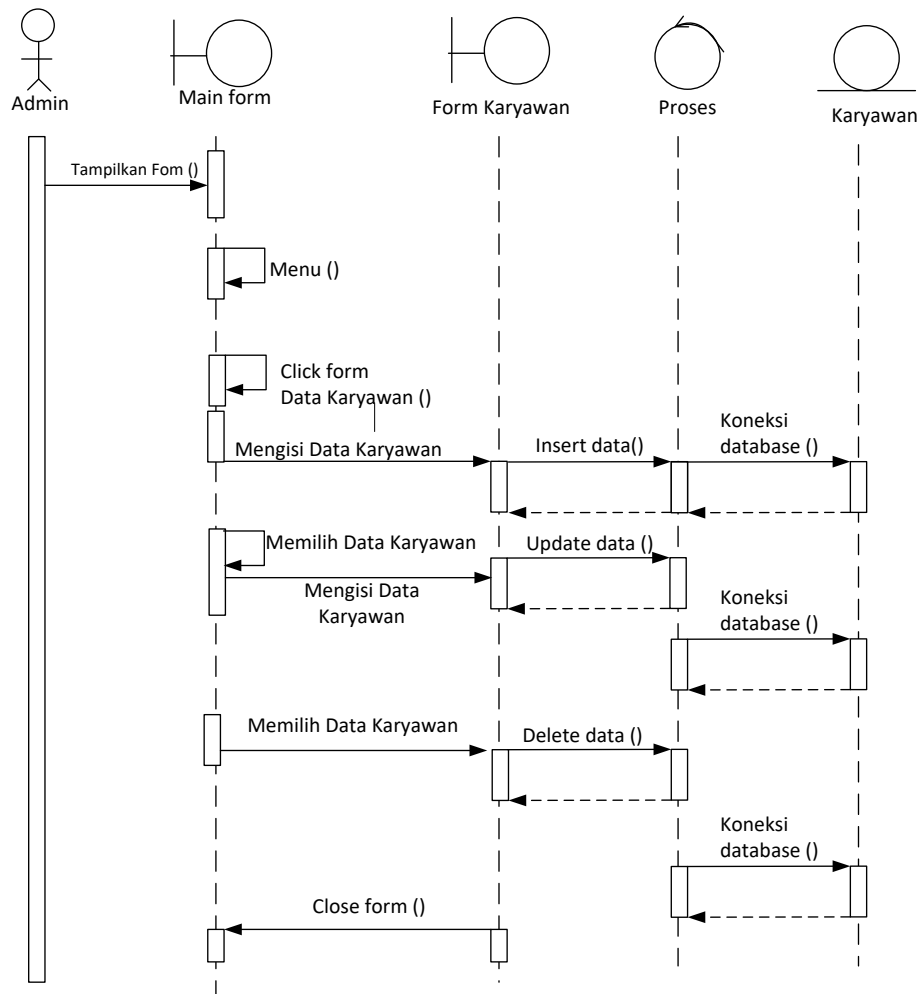 Admin
Main form
Form Karyawan
Proses
Karyawan
Tampilkan Fom ()
Menu ()
Click form
Data Karyawan ()
Mengisi Data Karyawan
Insert data()
Koneksi
database ()
Memilih Data Karyawan
Update data ()
Mengisi Data
Karyawan
Koneksi
database ()
Memilih Data Karyawan
Delete data ()
Koneksi
database ()
Close form ()